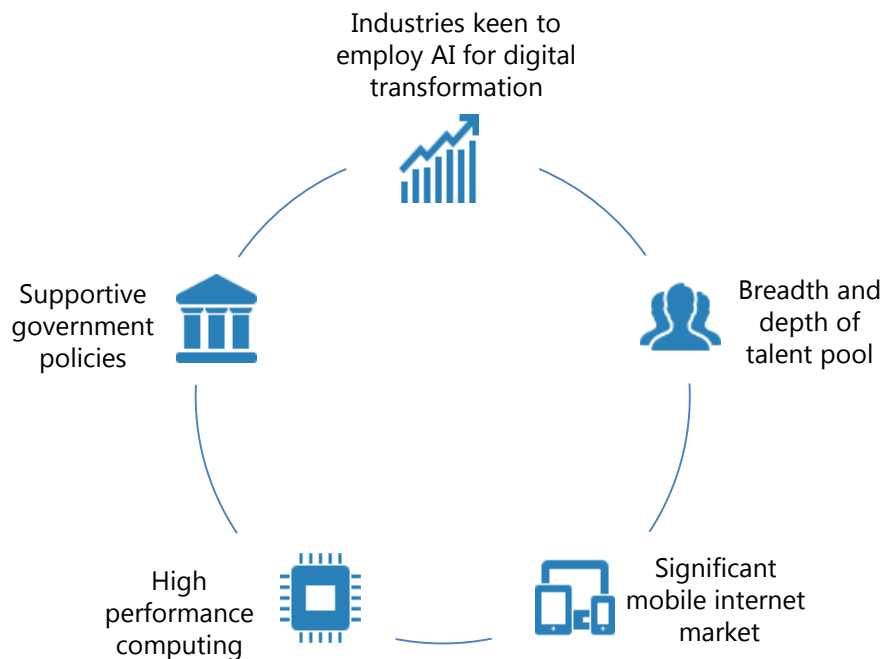 Industries keen to
employ AI for digital
transformation
Breadth and
depth of
talent pool
Significant
mobile internet
market
High
performance
computing
Supportive
government
policies